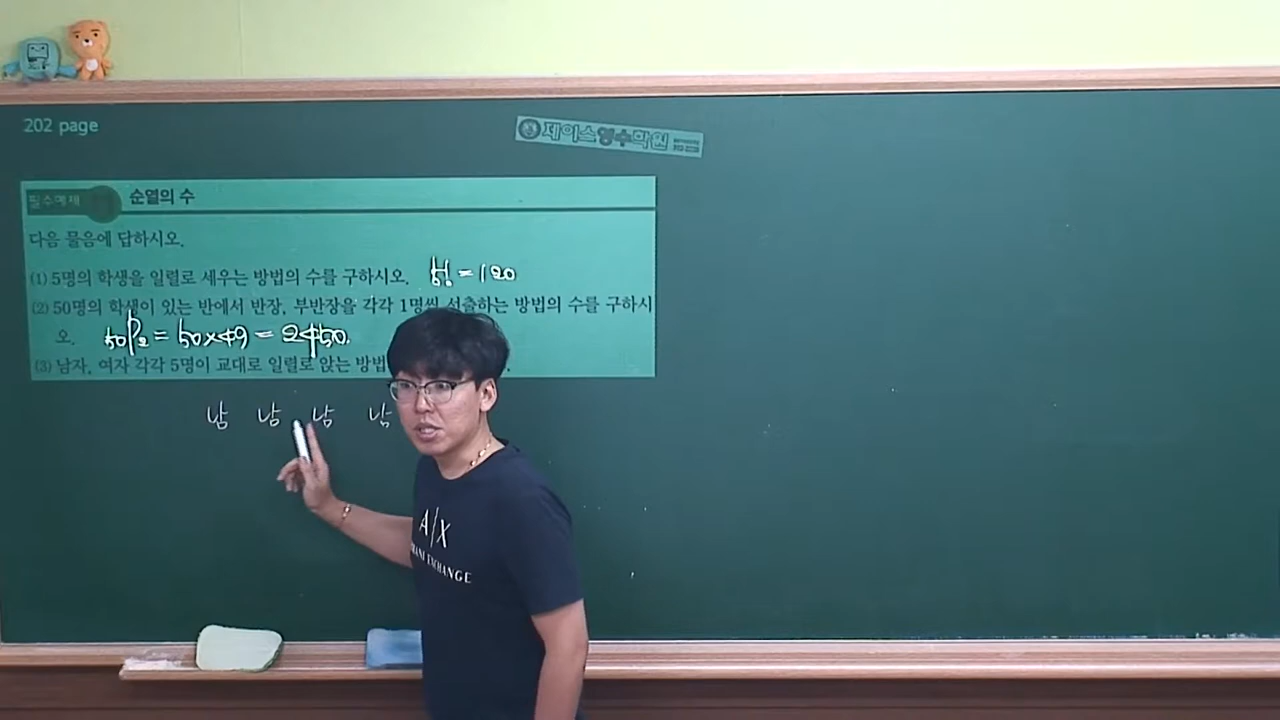 202 page
제이스영수학원
필수예제 순열의 수
다음 물음에 답하시오.
(1) 5명의 학생을 일렬로 세우는 방법의 수를 구하시오. 5! = 120
(2) 50명의 학생이 있는 반에서 반장, 부반장을 각각 1명씩 선출하는 방법의 수를 구하시
오. 50P2 = 50×49 = 2450.
(3) 남자, 여자 각각 5명이 교대로 일렬로 앉는 방법
남 남 남 남
A|X
ARMANI EXCHANGE